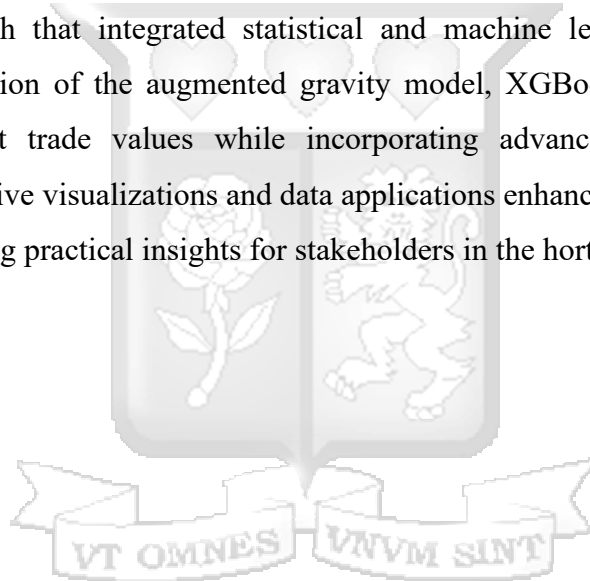 h that integrated statistical and machine le
ion of the augmented gravity model, XGBo
t trade values while incorporating advanc
ive visualizations and data applications enhanc
g practical insights for stakeholders in the hort
VT OMNES VNVM SINT